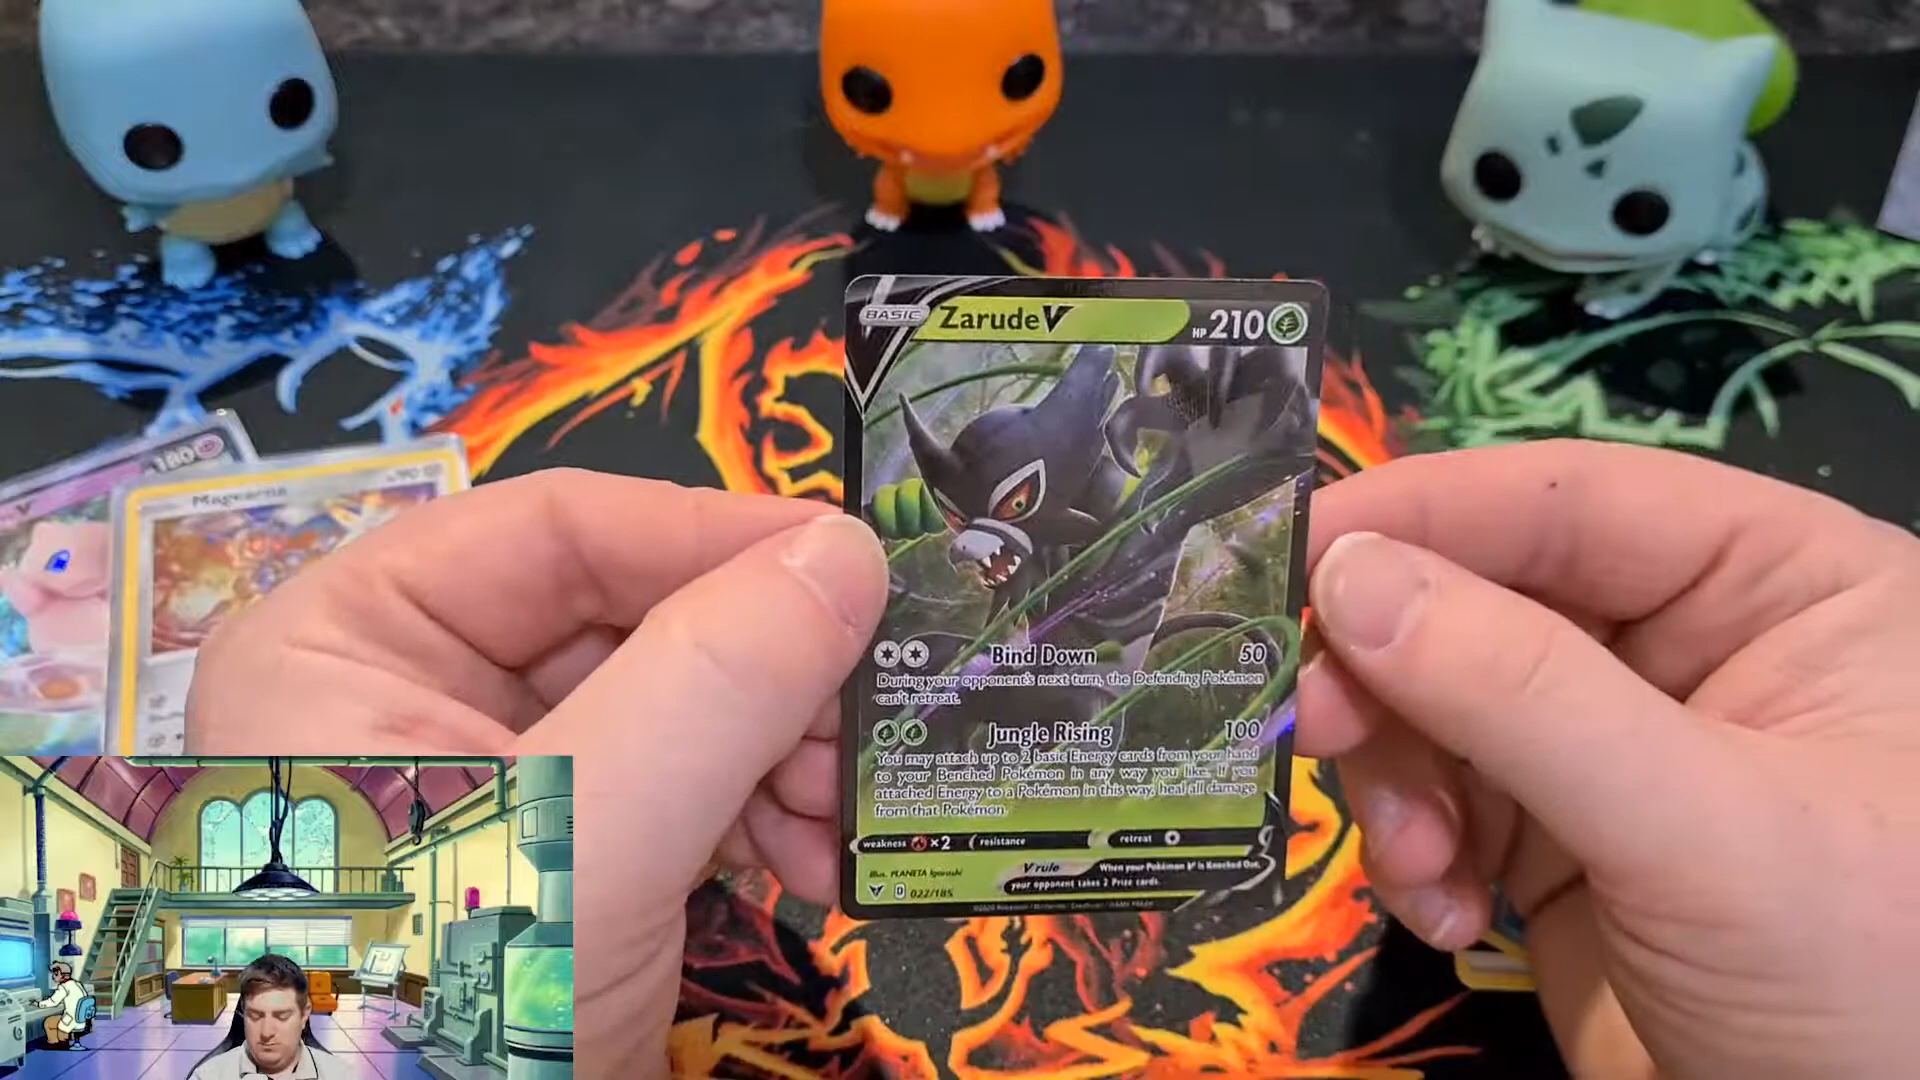 BASIC Zarude V HP 210
Bind Down 50
During your opponent's next turn, the Defending Pokémon
can't retreat.
Jungle Rising 100
You may attach up to 2 basic Energy cards from your hand
to your Benched Pokémon in any way you like. If you
attached Energy to a Pokémon in this way, heal all damage
from that Pokémon.
weakness ×2 resistance retreat
Illus. PLANETA Igarashi
V rule When your Pokémon V is Knocked Out,
your opponent takes 2 Prize cards.
D 022/185
180
V
Magearna
90